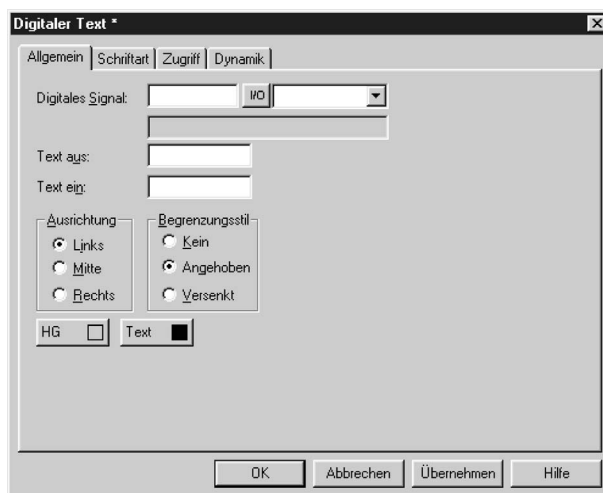 Digitaler Text *
Allgemein Schriftart Zugriff Dynamik
Digitales Signal: I/O
Text aus:
Text ein:
Ausrichtung Begrenzungsstil
Links Kein
Mitte Angehoben
Rechts Versenkt
HG Text
OK Abbrechen Übernehmen Hilfe